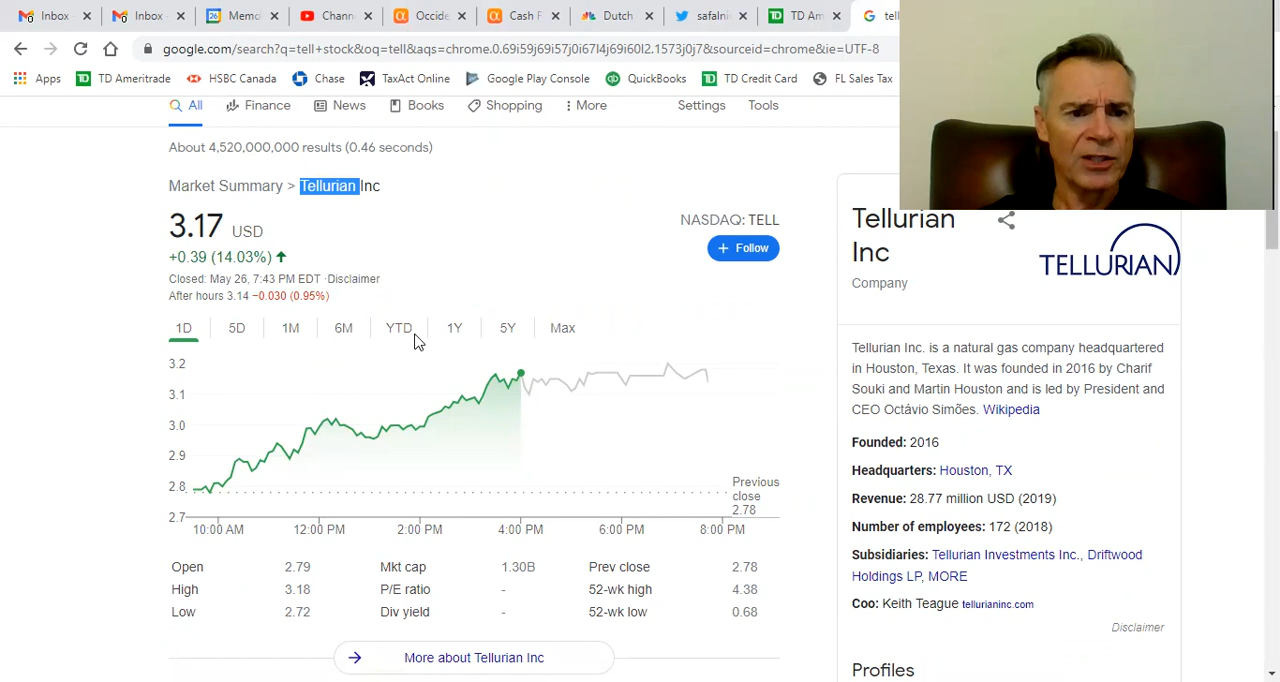 Inbox
Inbox
26 Memo
Chann
Occide
Cash F
Dutch
safalni
TD Am
tell
google.com/search?q=tell+stock&oq=tell&aqs=chrome.0.69i59j69i57j0i67l4j69i60l2.1573j0j7&sourceid=chrome&ie=UTF-8
Apps TD Ameritrade HSBC Canada Chase TaxAct Online Google Play Console QuickBooks TD Credit Card FL Sales Tax
All Finance News Books Shopping More Settings Tools
About 4,520,000,000 results (0.46 seconds)
Market Summary > Tellurian Inc
3.17 USD
+0.39 (14.03%)
Closed: May 26, 7:43 PM EDT · Disclaimer
After hours 3.14 −0.030 (0.95%)
NASDAQ: TELL
+ Follow
1D 5D 1M 6M YTD 1Y 5Y Max
3.2
3.1
3.0
2.9
2.8
2.7
Previous
close
2.78
10:00 AM 12:00 PM 2:00 PM 4:00 PM 6:00 PM 8:00 PM
Open 2.79 Mkt cap 1.30B Prev close 2.78
High 3.18 P/E ratio - 52-wk high 4.38
Low 2.72 Div yield - 52-wk low 0.68
More about Tellurian Inc
Tellurian
Inc
Company
TELLURIAN
Tellurian Inc. is a natural gas company headquartered
in Houston, Texas. It was founded in 2016 by Charif
Souki and Martin Houston and is led by President and
CEO Octávio Simões. Wikipedia
Founded: 2016
Headquarters: Houston, TX
Revenue: 28.77 million USD (2019)
Number of employees: 172 (2018)
Subsidiaries: Tellurian Investments Inc., Driftwood
Holdings LP, MORE
Coo: Keith Teague tellurianinc.com
Disclaimer
Profiles